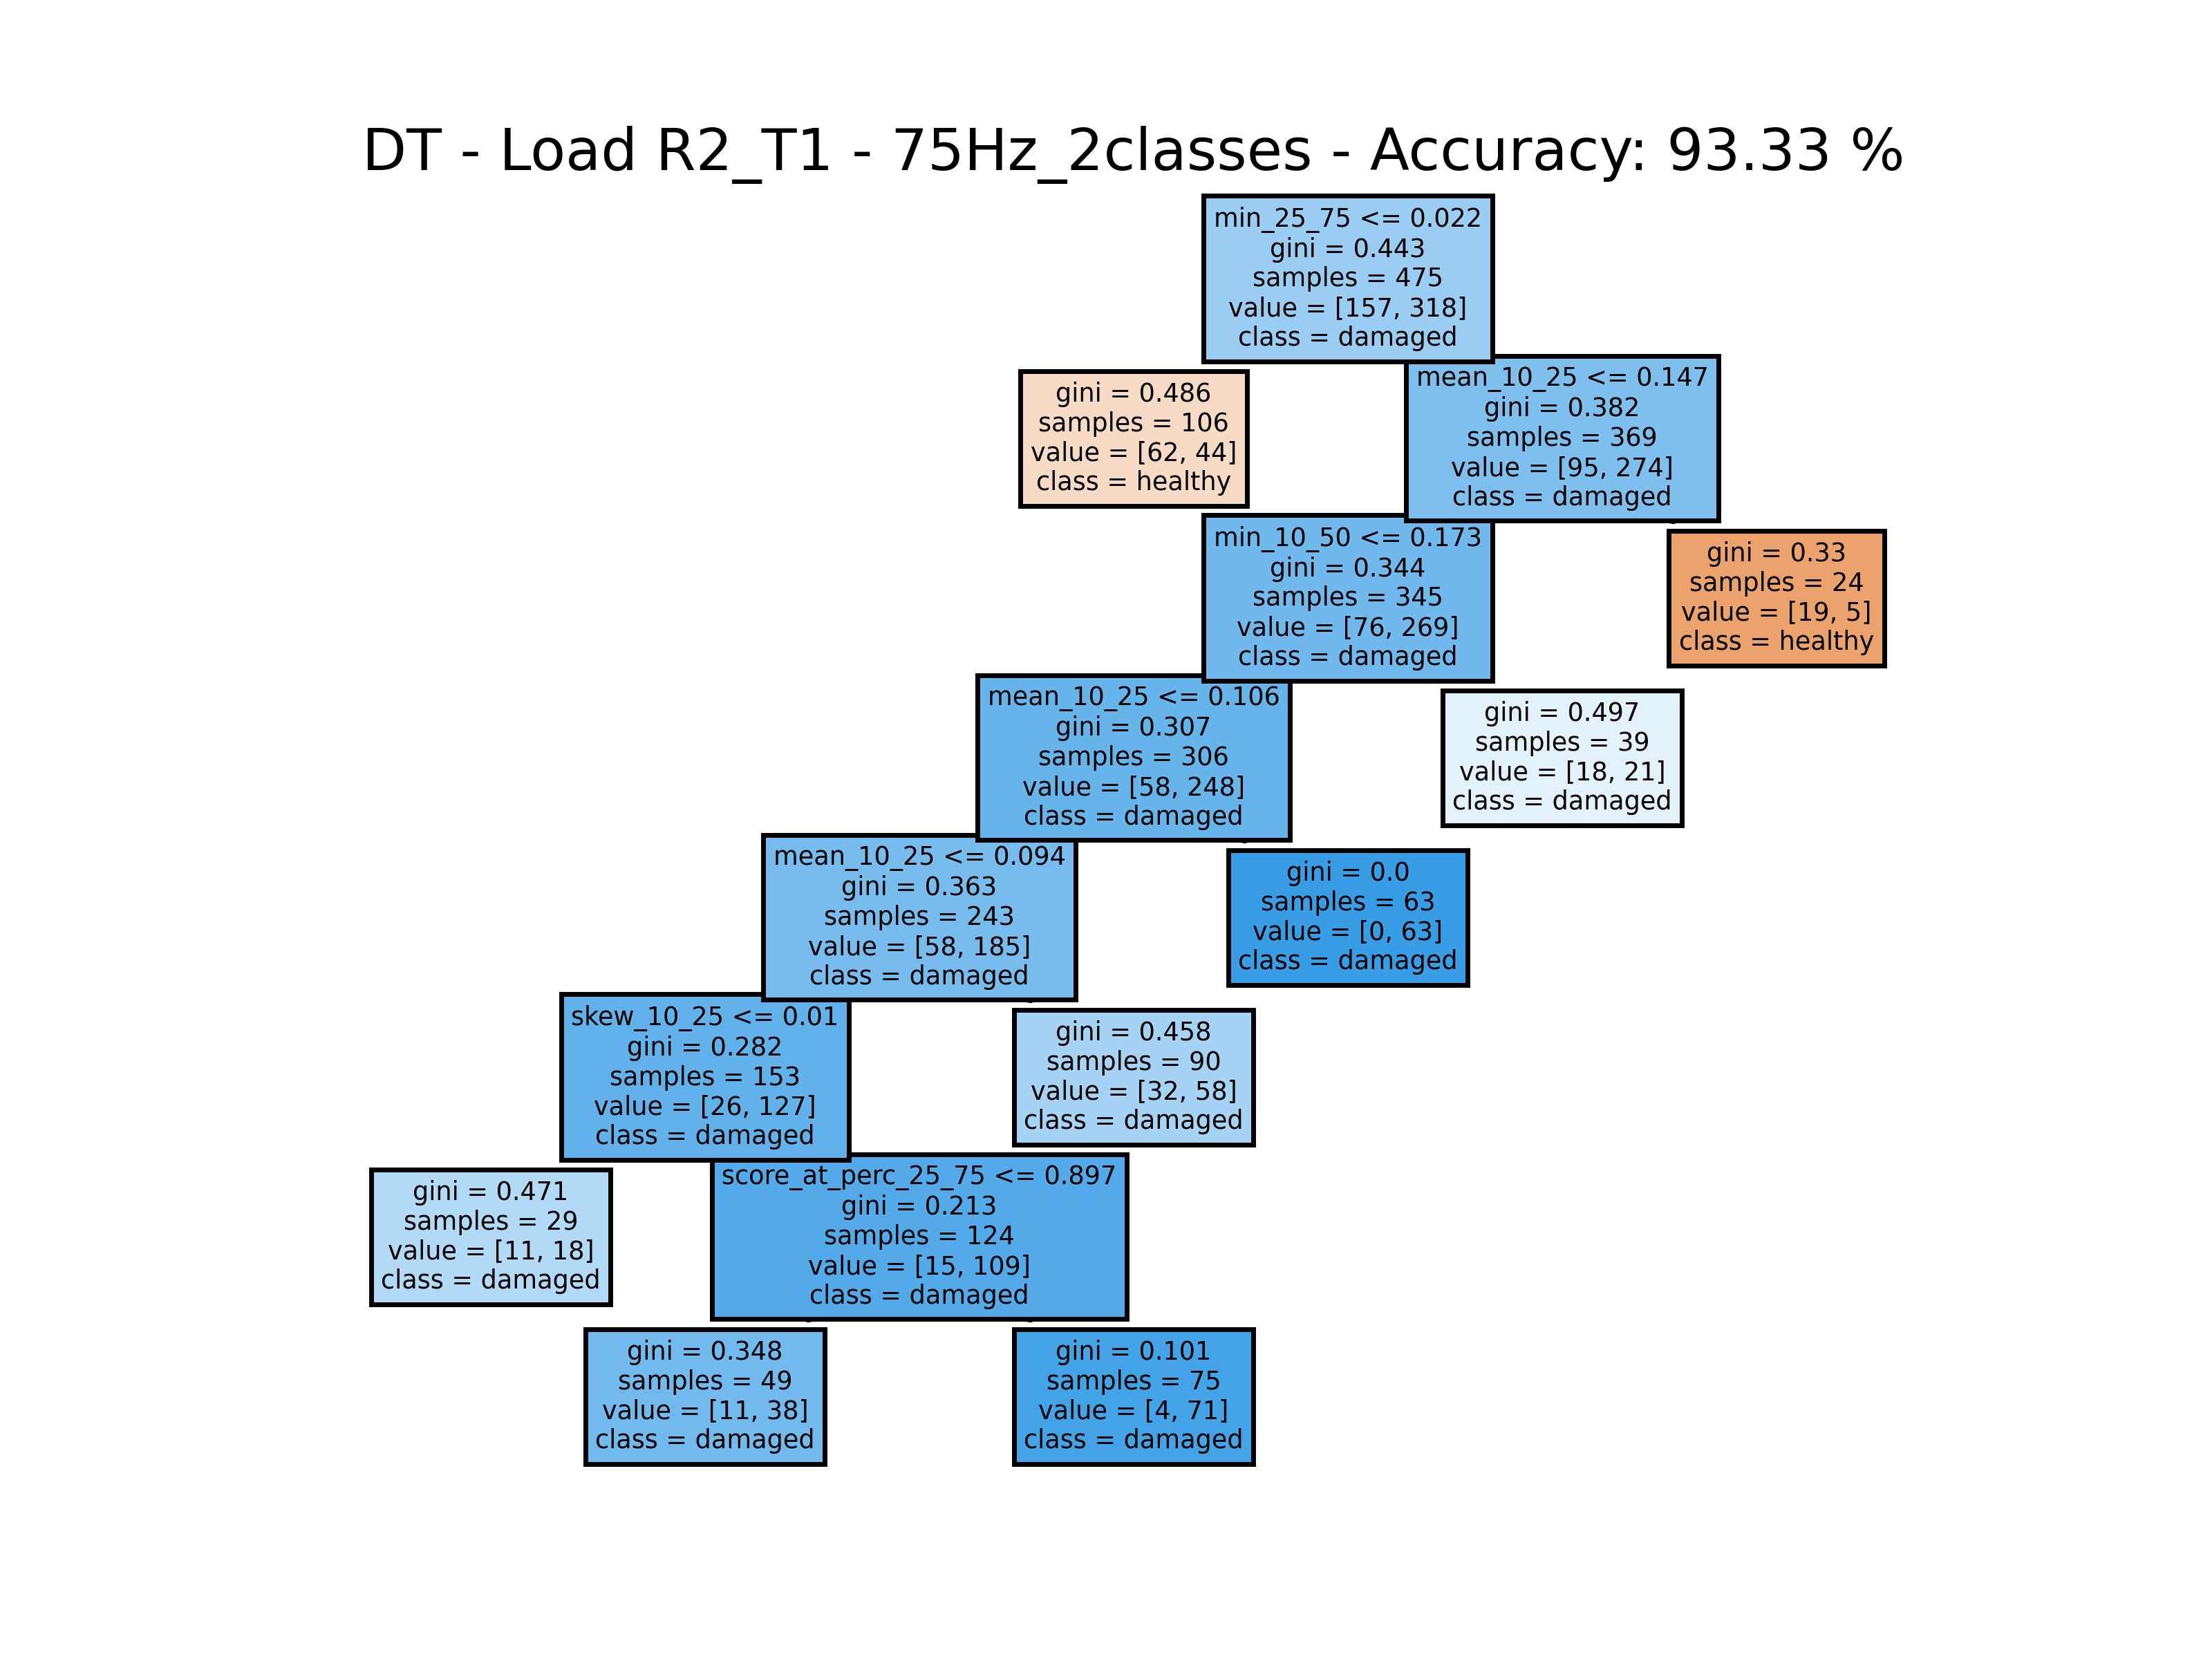 DT - Load R2_T1 - 75Hz_2classes - Accuracy: 93.33 %
min_25_75 <= 0.022
gini = 0.443
samples = 475
value = [157, 318]
class = damaged
gini = 0.486
samples = 106
value = [62, 44]
class = healthy
mean_10_25 <= 0.147
gini = 0.382
samples = 369
value = [95, 274]
class = damaged
min_10_50 <= 0.173
gini = 0.344
samples = 345
value = [76, 269]
class = damaged
gini = 0.33
samples = 24
value = [19, 5]
class = healthy
mean_10_25 <= 0.106
gini = 0.307
samples = 306
value = [58, 248]
class = damaged
gini = 0.497
samples = 39
value = [18, 21]
class = damaged
mean_10_25 <= 0.094
gini = 0.363
samples = 243
value = [58, 185]
class = damaged
gini = 0.0
samples = 63
value = [0, 63]
class = damaged
skew_10_25 <= 0.01
gini = 0.282
samples = 153
value = [26, 127]
class = damaged
gini = 0.458
samples = 90
value = [32, 58]
class = damaged
gini = 0.471
samples = 29
value = [11, 18]
class = damaged
score_at_perc_25_75 <= 0.897
gini = 0.213
samples = 124
value = [15, 109]
class = damaged
gini = 0.348
samples = 49
value = [11, 38]
class = damaged
gini = 0.101
samples = 75
value = [4, 71]
class = damaged